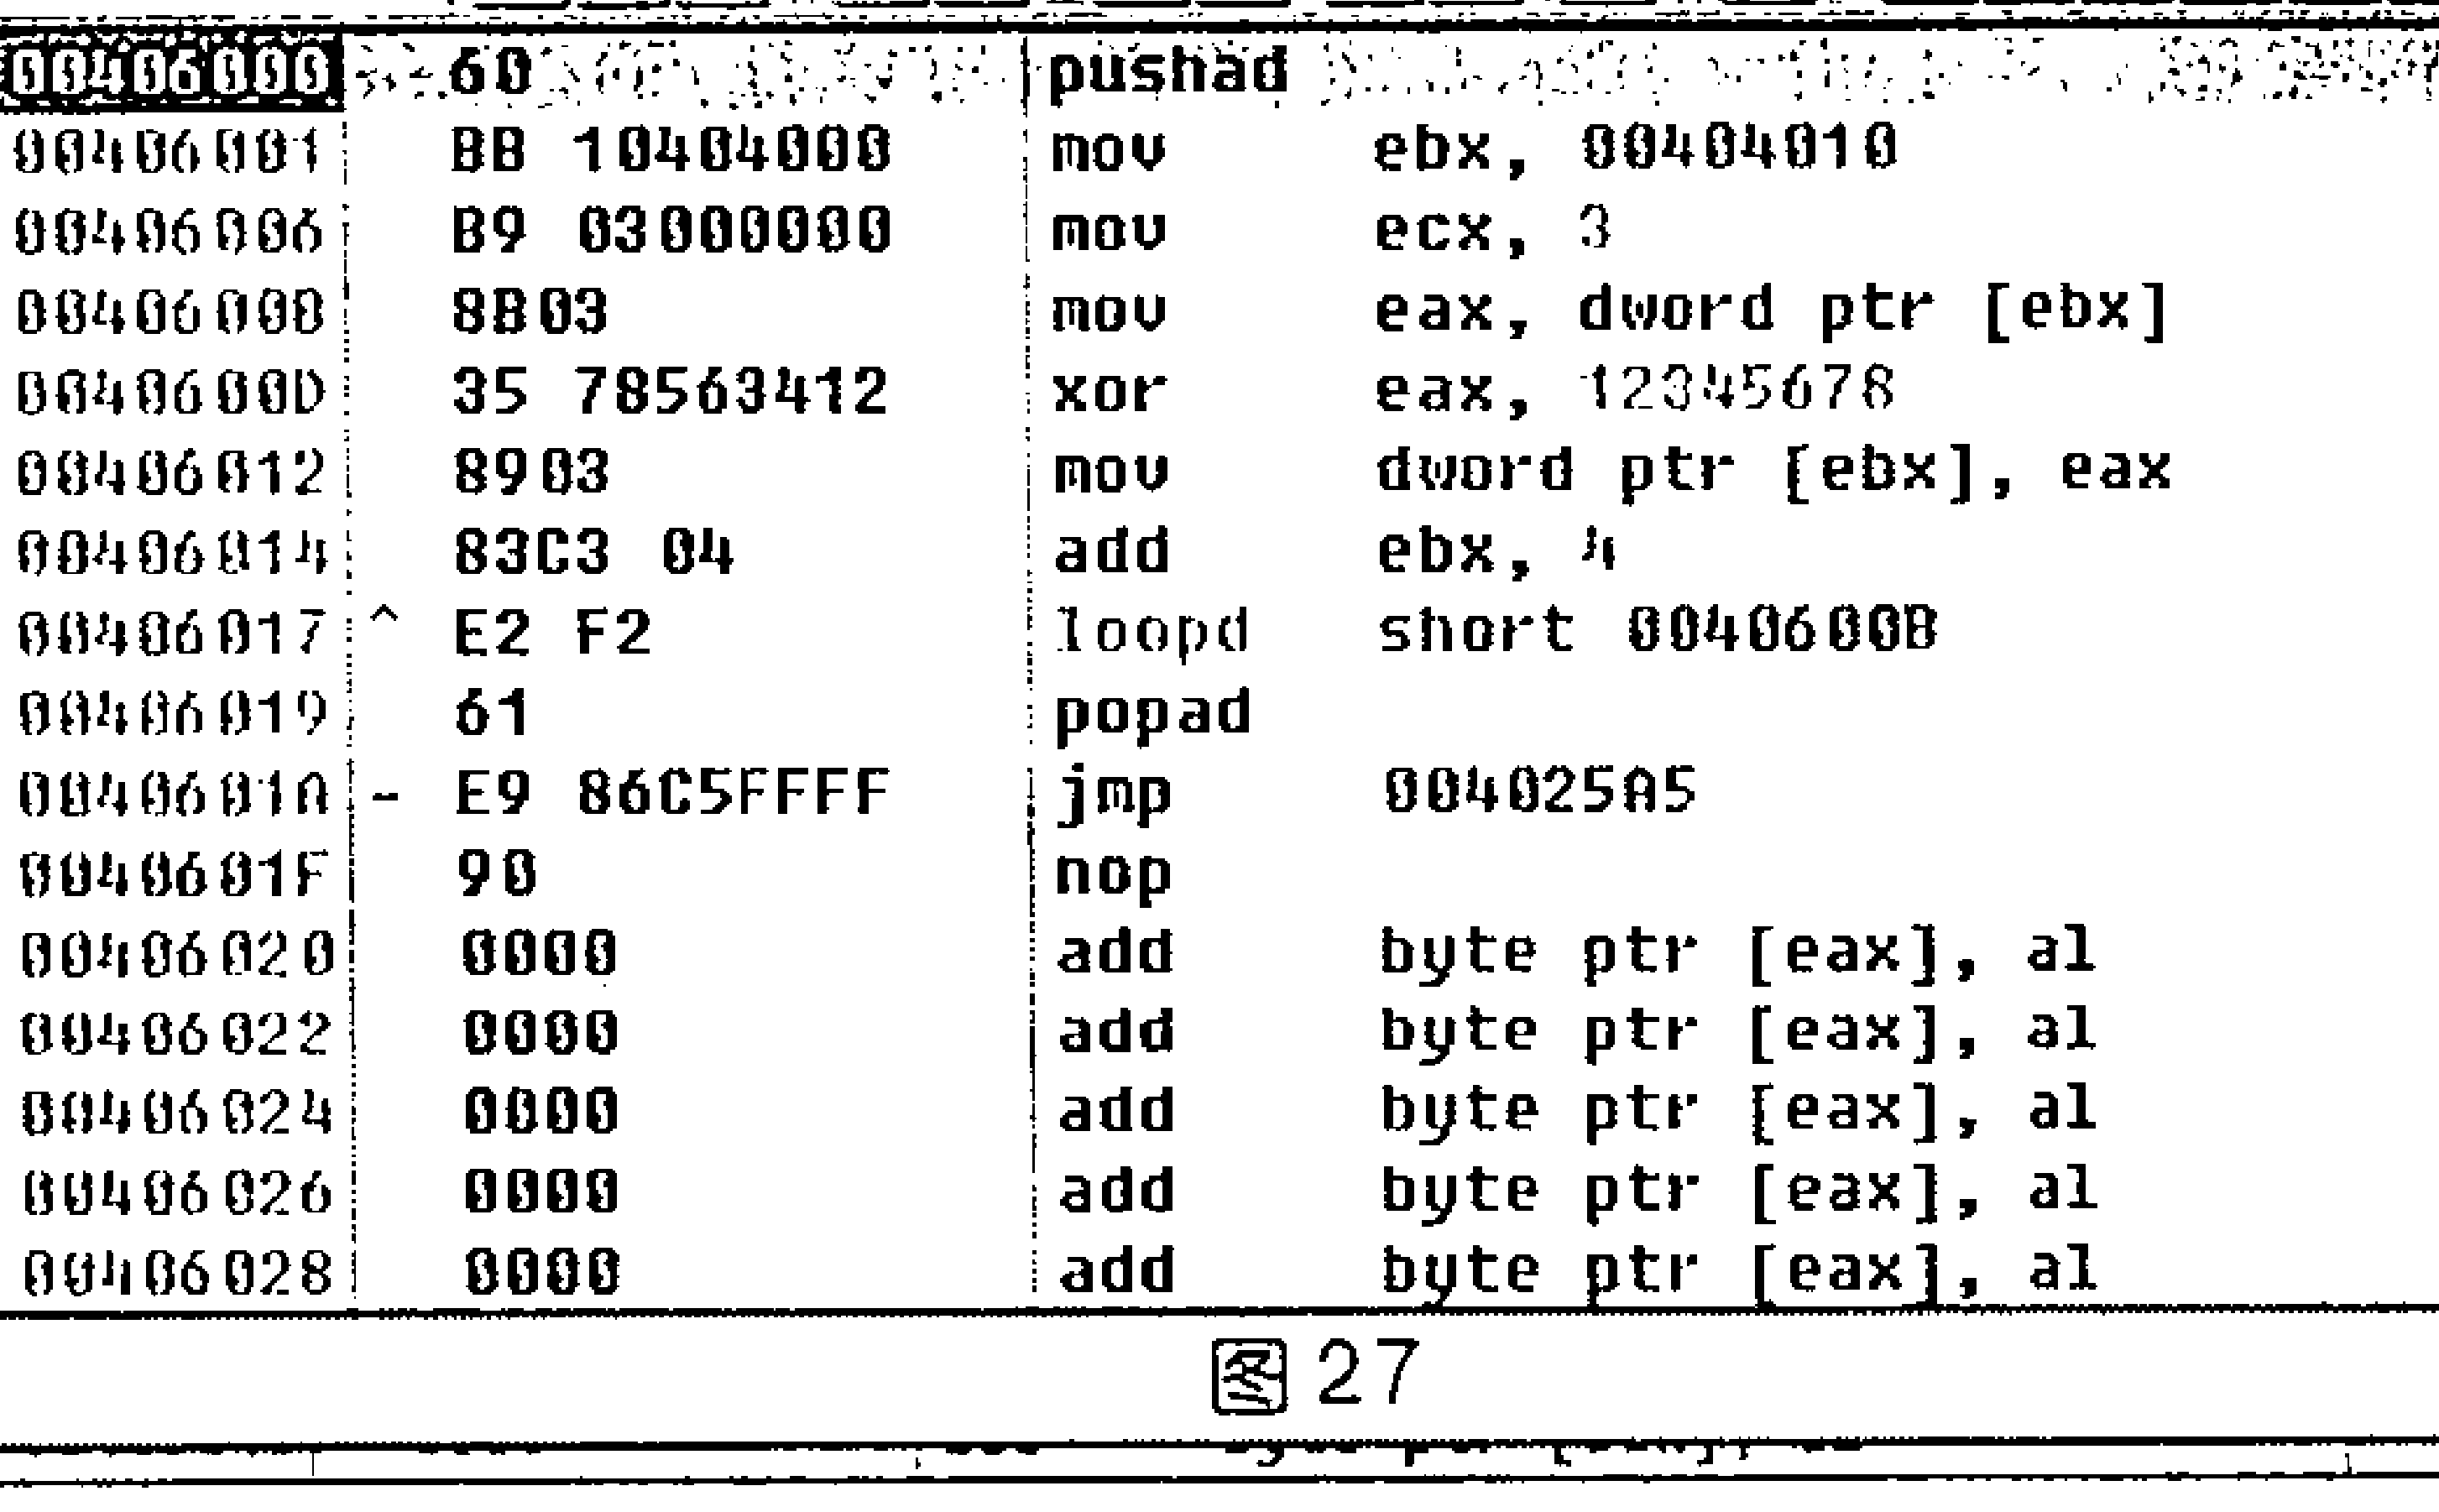 00406000 60 pushad
00406001 BB 10404000 mov ebx, 00404010
00406006 B9 03000000 mov ecx, 3
0040600B 8B03 mov eax, dword ptr [ebx]
0040600D 35 78563412 xor eax, 12345678
00406012 8903 mov dword ptr [ebx], eax
00406014 83C3 04 add ebx, 4
00406017 ^ E2 F2 loopd short 0040600B
00406019 61 popad
0040601A - E9 86C5FFFF jmp 004025A5
0040601F 90 nop
00406020 0000 add byte ptr [eax], al
00406022 0000 add byte ptr [eax], al
00406024 0000 add byte ptr [eax], al
00406026 0000 add byte ptr [eax], al
00406028 0000 add byte ptr [eax], al
图 27